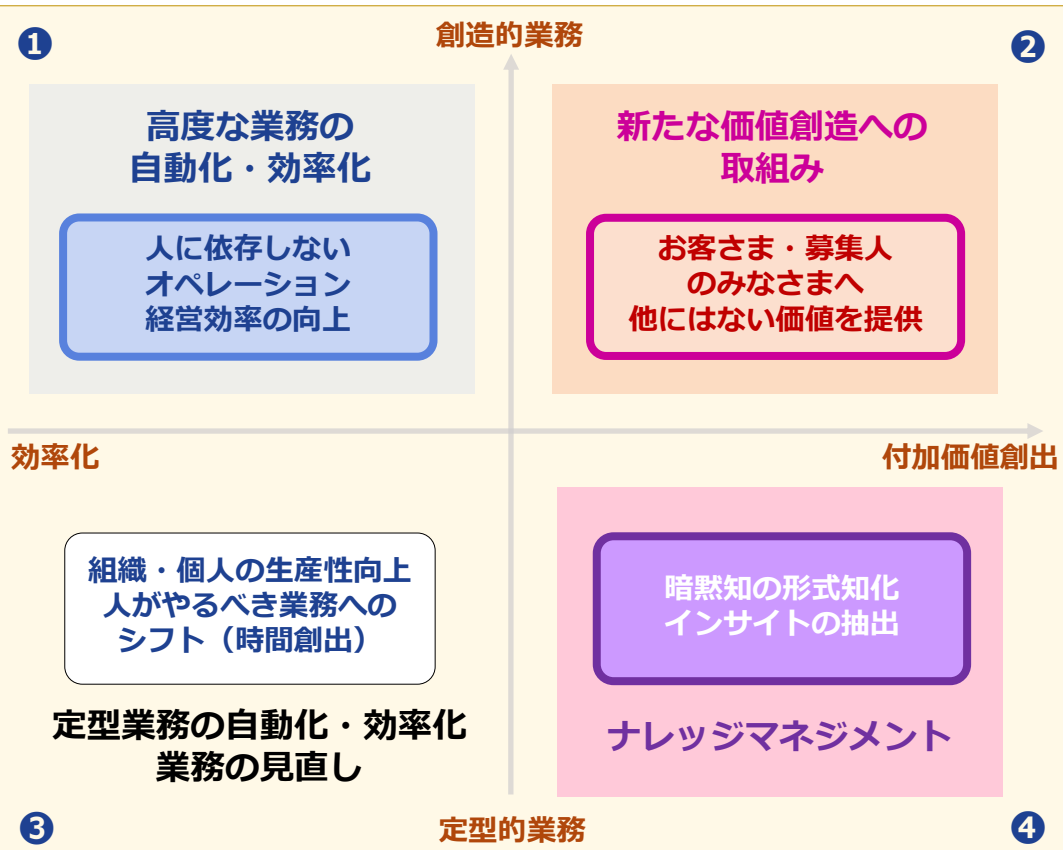 ❶
創造的業務
❷
高度な業務の
自動化・効率化
人に依存しない
オペレーション
経営効率の向上
新たな価値創造への
取組み
お客さま・募集人
のみなさまへ
他にはない価値を提供
効率化
付加価値創出
組織・個人の生産性向上
人がやるべき業務への
シフト（時間創出）
定型業務の自動化・効率化
業務の見直し
暗黙知の形式知化
インサイトの抽出
ナレッジマネジメント
❸
定型的業務
❹